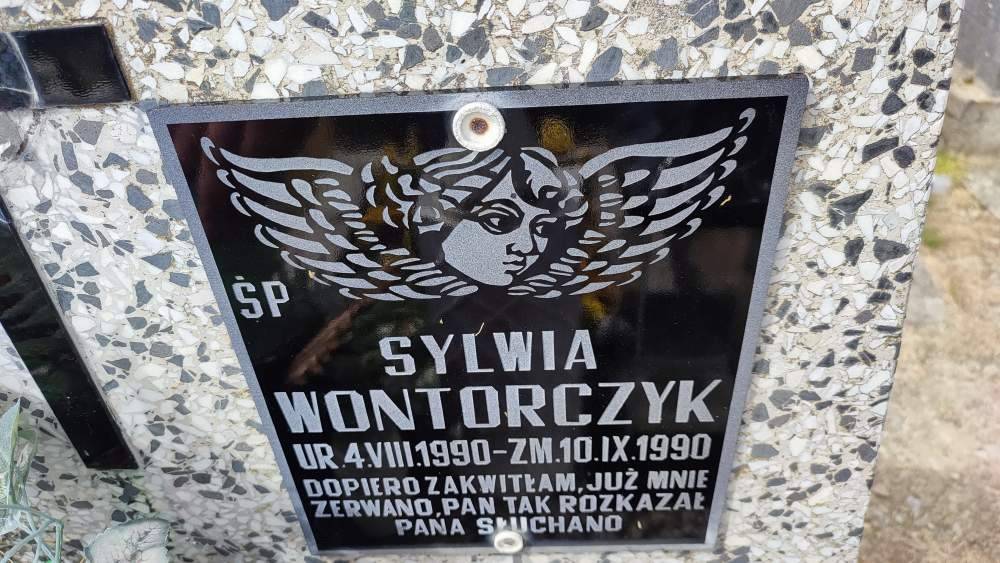 ŚP
SYLWIA
WONTORCZYK
UR.4.VIII.1990-ZM.10.IX.1990
DOPIERO ZAKWITŁAM, JUŻ MNIE
ZERWANO, PAN TAK ROZKAZAŁ
PANA SŁUCHANO